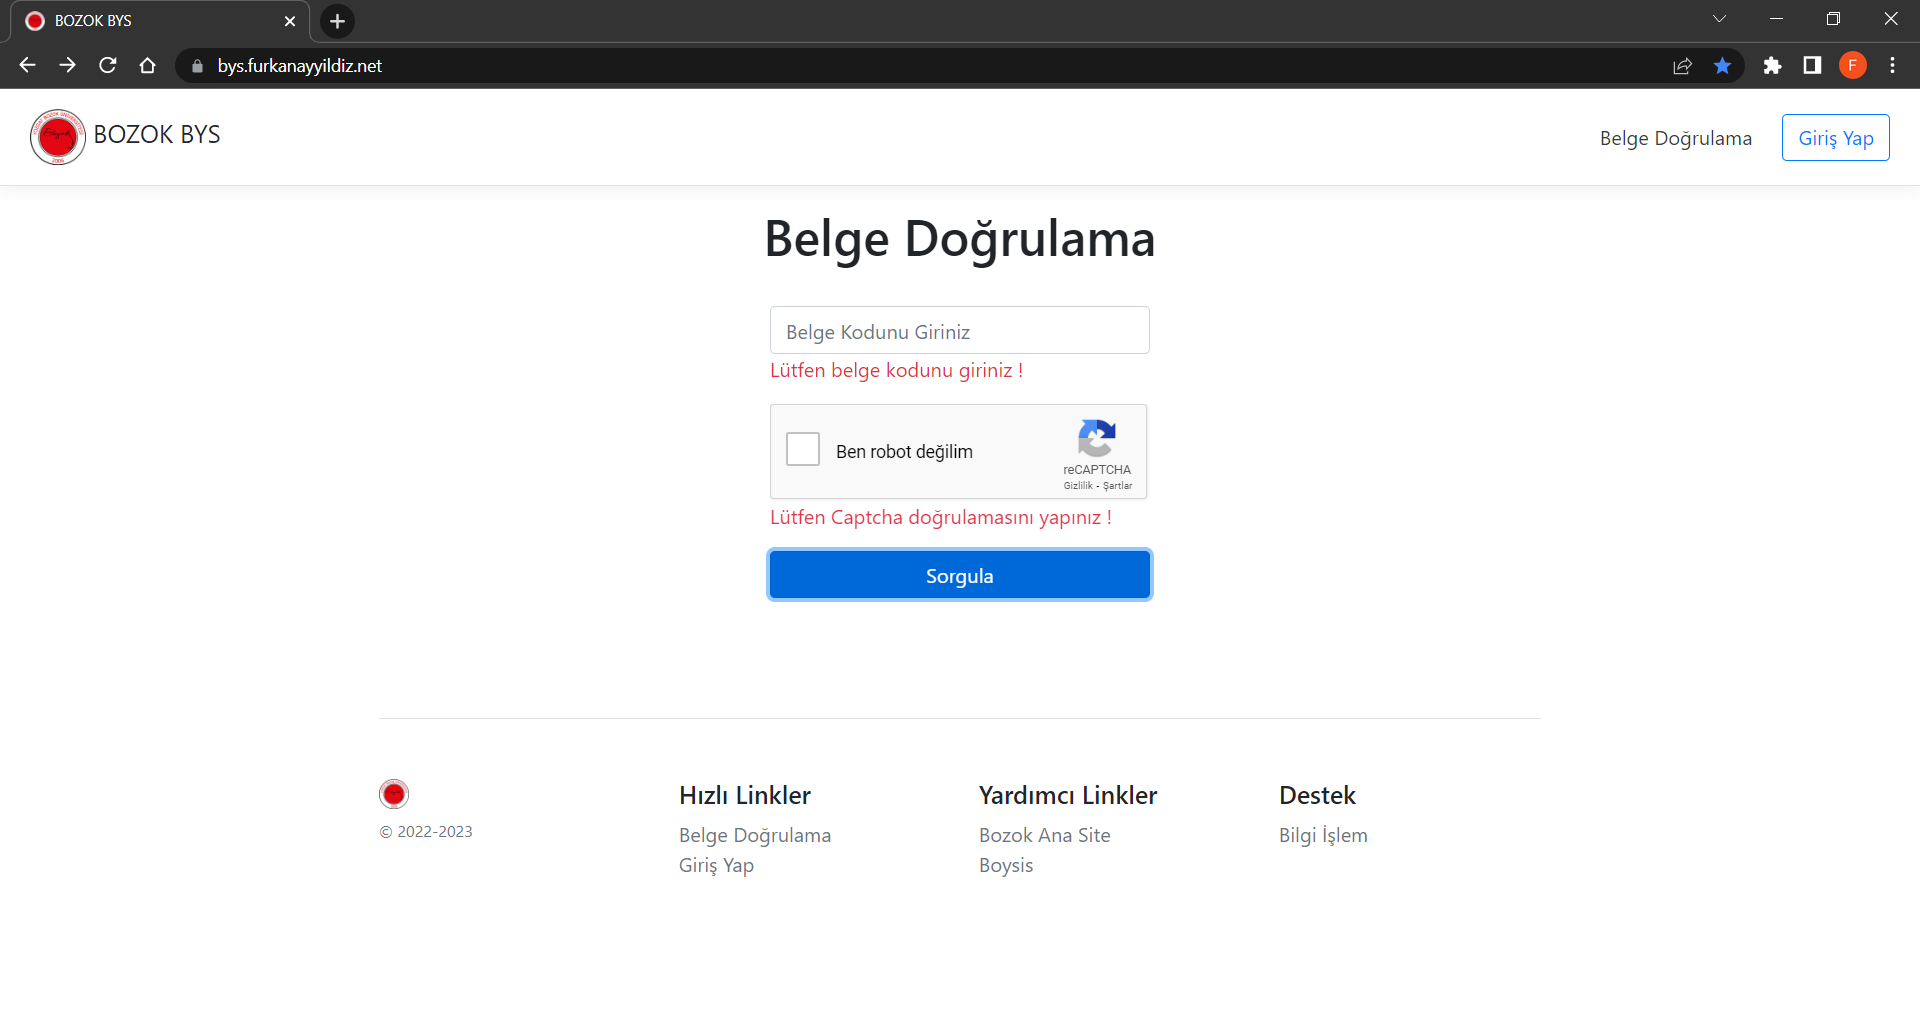 BOZOK BYS
bys.furkanayyildiz.net
F
BOZOK BYS
Belge Doğrulama
Giriş Yap
Belge Doğrulama
Belge Kodunu Giriniz
Lütfen belge kodunu giriniz !
Ben robot değilim
reCAPTCHA
Gizlilik - Şartlar
Lütfen Captcha doğrulamasını yapınız !
Sorgula
© 2022-2023
Hızlı Linkler
Belge Doğrulama
Giriş Yap
Yardımcı Linkler
Bozok Ana Site
Boysis
Destek
Bilgi İşlem